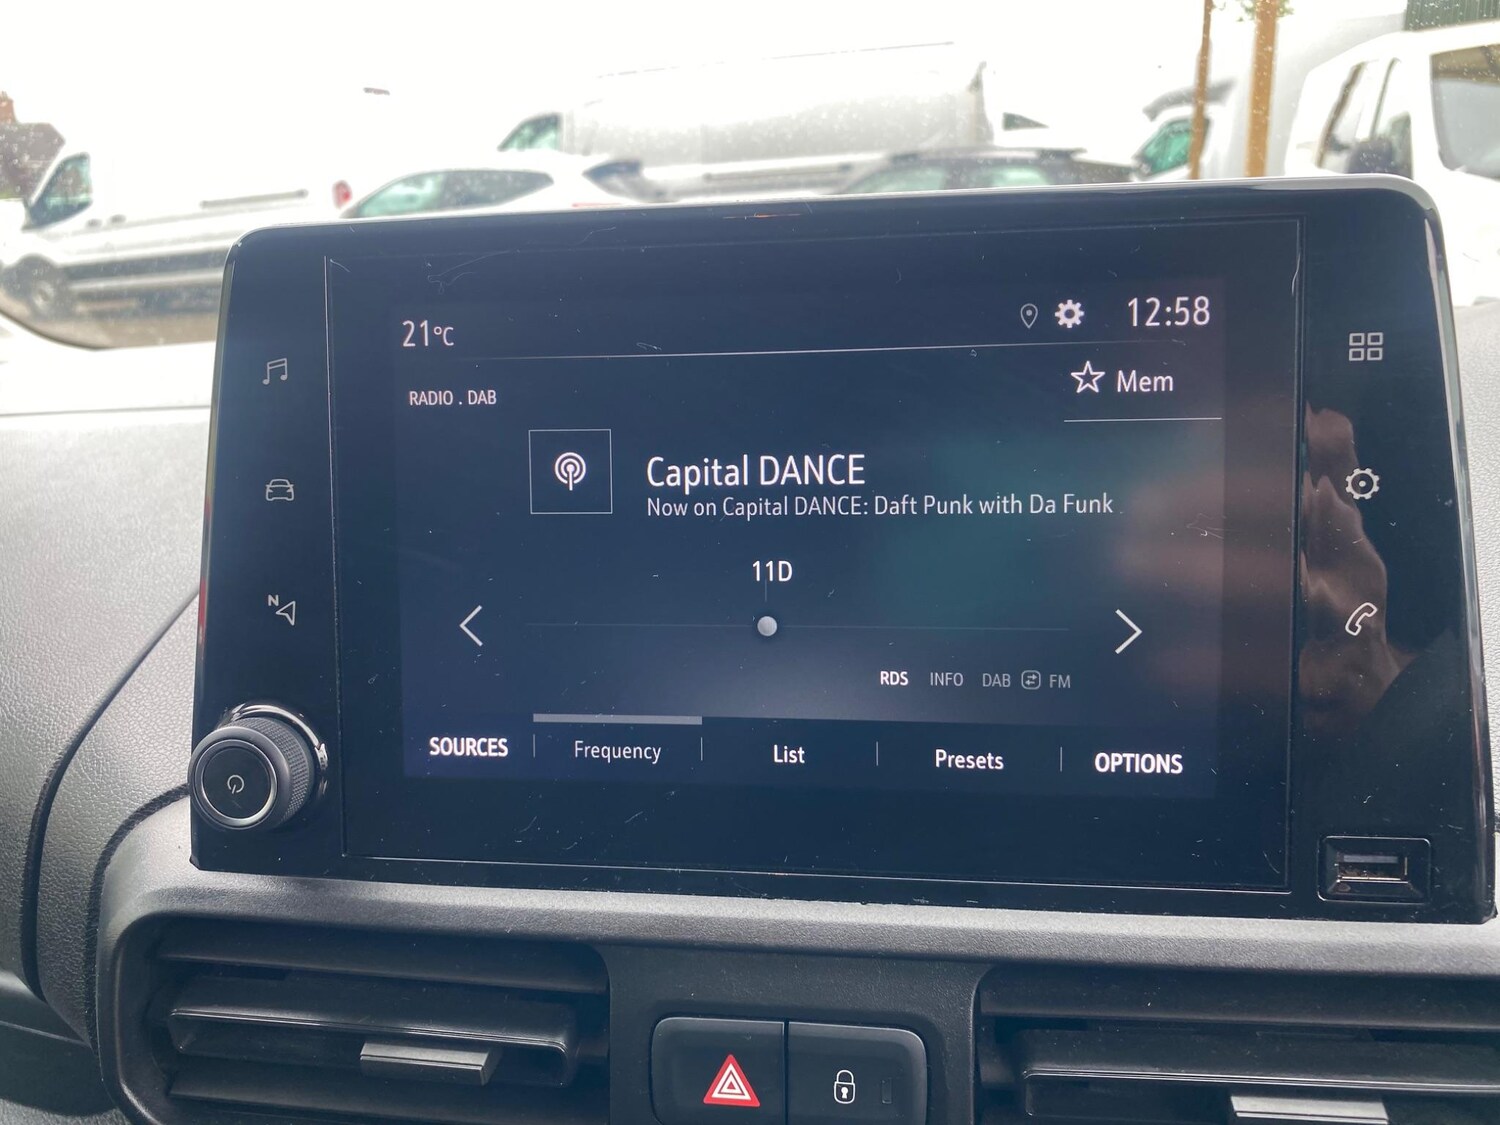 21°C
12:58
Mem
RADIO . DAB
Capital DANCE
Now on Capital DANCE: Daft Punk with Da Funk
11D
N
RDS INFO DAB FM
SOURCES Frequency List Presets OPTIONS